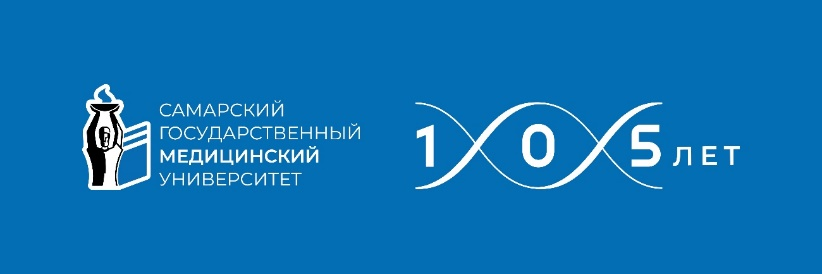 САМАРСКИЙ
ГОСУДАРСТВЕННЫЙ
МЕДИЦИНСКИЙ
УНИВЕРСИТЕТ
105 ЛЕТ